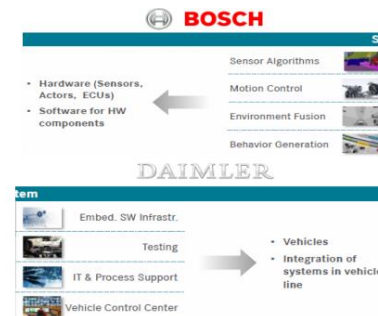 BOSCH
S
Sensor Algorithms
• Hardware (Sensors,
Actors, ECUs)
Motion Control
• Software for HW
components
Environment Fusion
Behavior Generation
DAIMLER
tem
Embed. SW Infrastr.
Testing
• Vehicles
• Integration of
systems in vehicle
line
IT & Process Support
Vehicle Control Center